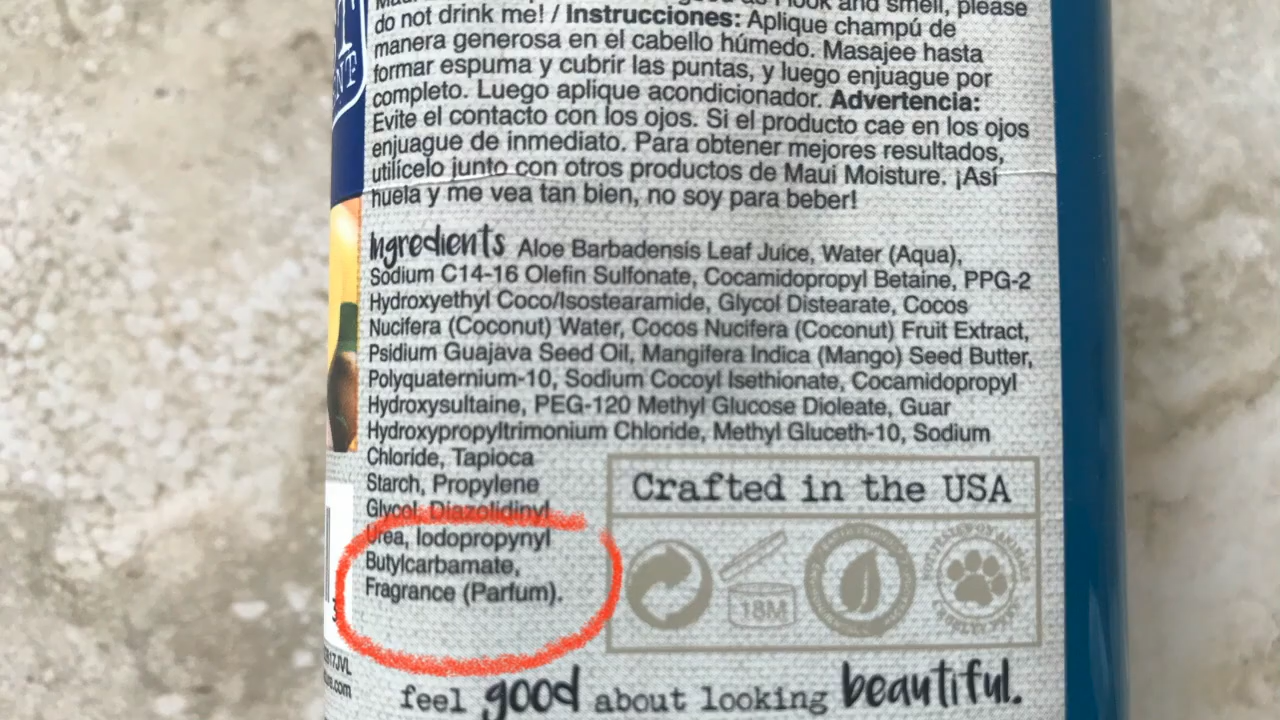 good as I look and smell, please
do not drink me! / Instrucciones: Aplique champú de
manera generosa en el cabello húmedo. Masajee hasta
formar espuma y cubrir las puntas, y luego enjuague por
completo. Luego aplique acondicionador. Advertencia:
Evite el contacto con los ojos. Si el producto cae en los ojos
enjuague de inmediato. Para obtener mejores resultados,
utilícelo junto con otros productos de Maui Moisture. ¡Así
huela y me vea tan bien, no soy para beber!
Ingredients Aloe Barbadensis Leaf Juice, Water (Aqua),
Sodium C14-16 Olefin Sulfonate, Cocamidopropyl Betaine, PPG-2
Hydroxyethyl Coco/Isostearamide, Glycol Distearate, Cocos
Nucifera (Coconut) Water, Cocos Nucifera (Coconut) Fruit Extract,
Psidium Guajava Seed Oil, Mangifera Indica (Mango) Seed Butter,
Polyquaternium-10, Sodium Cocoyl Isethionate, Cocamidopropyl
Hydroxysultaine, PEG-120 Methyl Glucose Dioleate, Guar
Hydroxypropyltrimonium Chloride, Methyl Gluceth-10, Sodium
Chloride, Tapioca
Starch, Propylene
Glycol, Diazolidinyl
Urea, Iodopropynyl
Butylcarbamate,
Fragrance (Parfum).
Crafted in the USA
18M
feel good about looking beautiful.